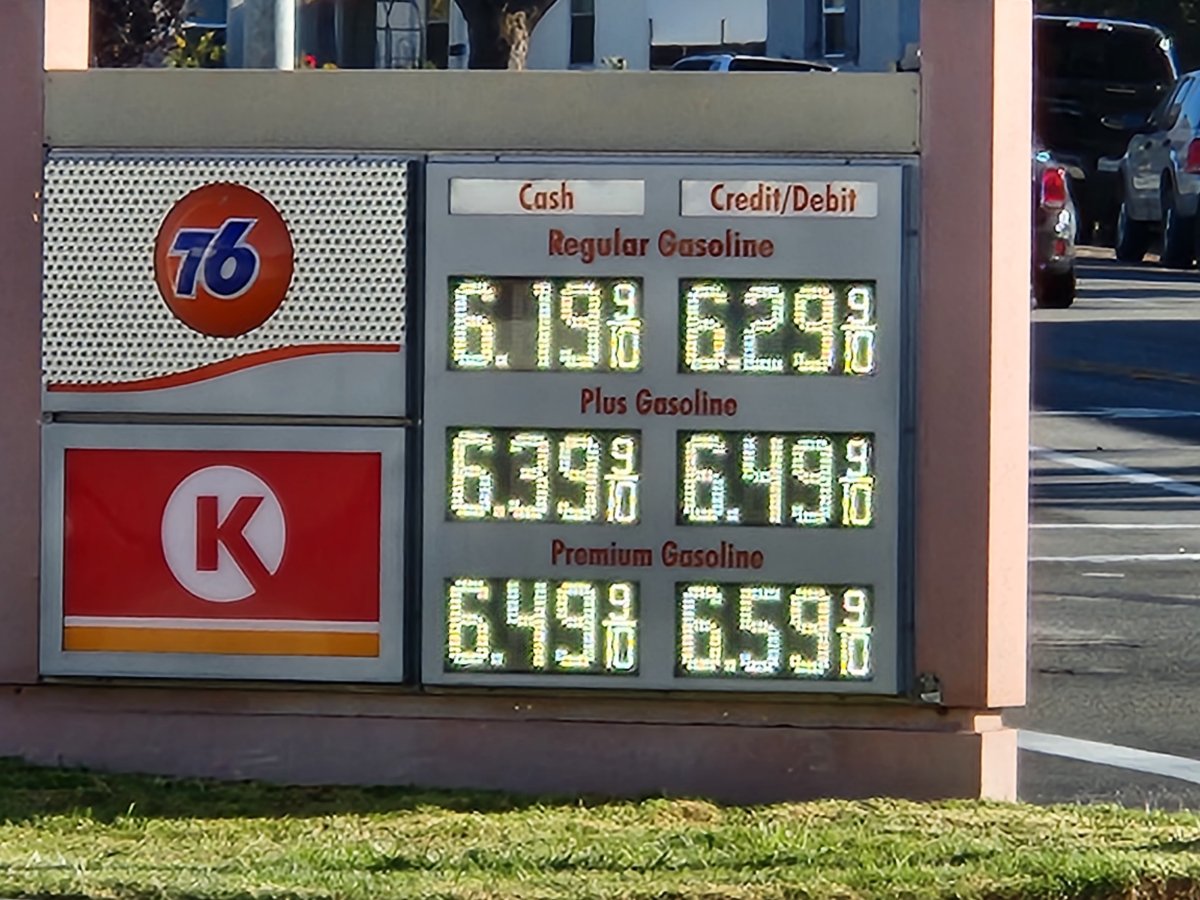 76
K
Cash Credit/Debit
Regular Gasoline
6.19 9/10 6.29 9/10
Plus Gasoline
6.39 9/10 6.49 9/10
Premium Gasoline
6.49 9/10 6.59 9/10